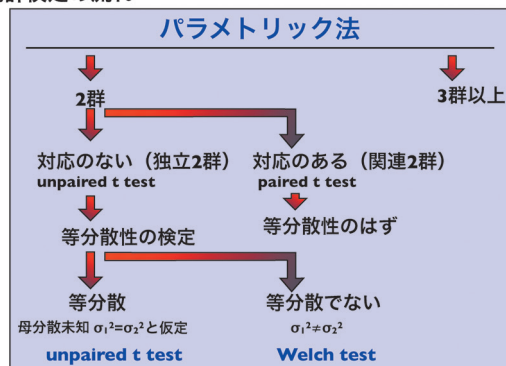 パラメトリック法
2群
3群以上
対応のない（独立2群）
unpaired t test
対応のある（関連2群）
paired t test
等分散性の検定
等分散性のはず
等分散
母分散未知 σ₁²=σ₂²と仮定
unpaired t test
等分散でない
σ₁²≠σ₂²
Welch test